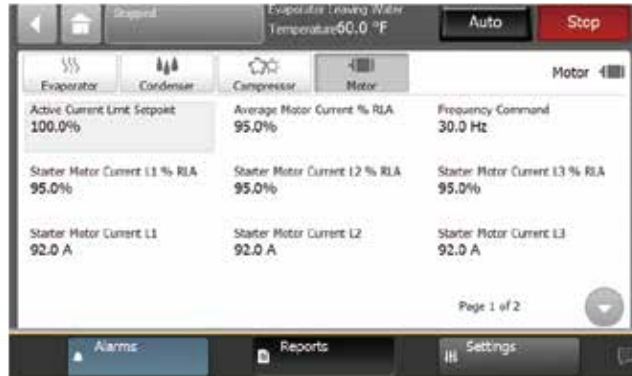 Stopped
Evaporator Leaving Water
Temperature60.0 °F
Auto
Stop
Evaporator
Condenser
Compressor
Motor
Motor
Active Current Limit Setpoint
100.0%
Average Motor Current % RLA
95.0%
Frequency Command
30.0 Hz
Starter Motor Current L1 % RLA
95.0%
Starter Motor Current L2 % RLA
95.0%
Starter Motor Current L3 % RLA
95.0%
Starter Motor Current L1
92.0 A
Starter Motor Current L2
92.0 A
Starter Motor Current L3
92.0 A
Page 1 of 2
Alarms
Reports
Settings